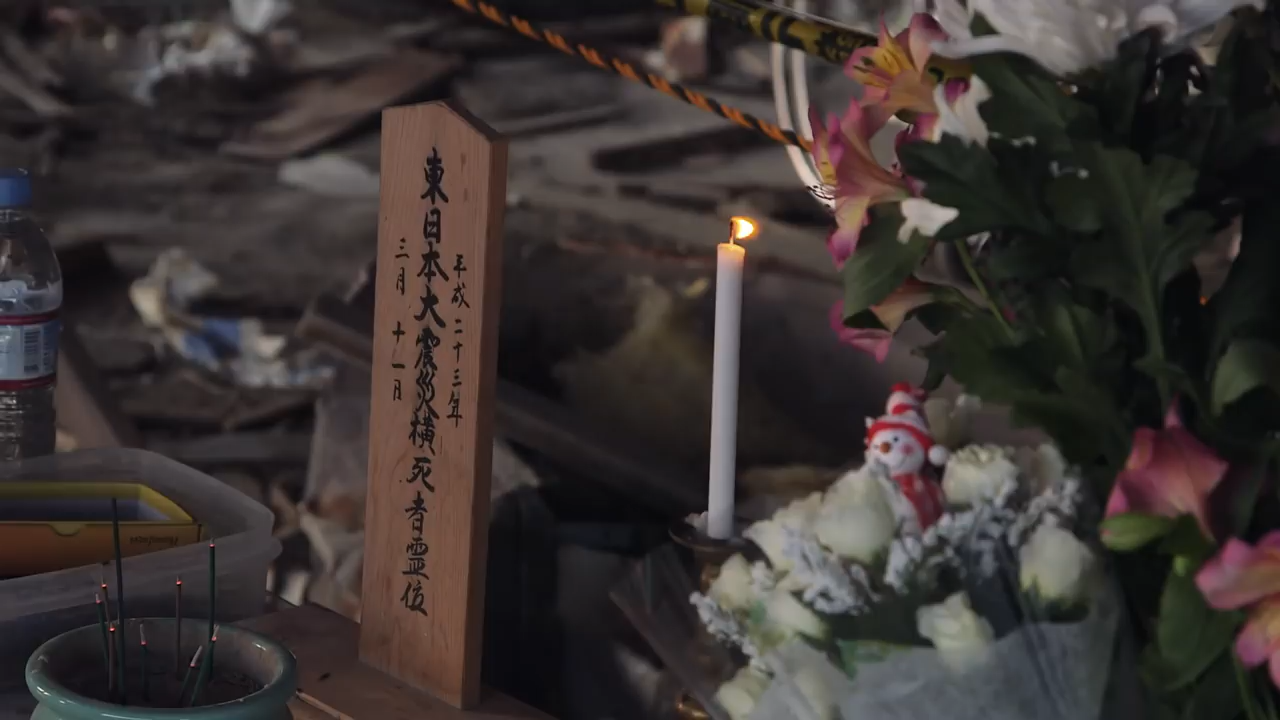 平成二十三年
東日本大震災横死者霊位
三月十一日